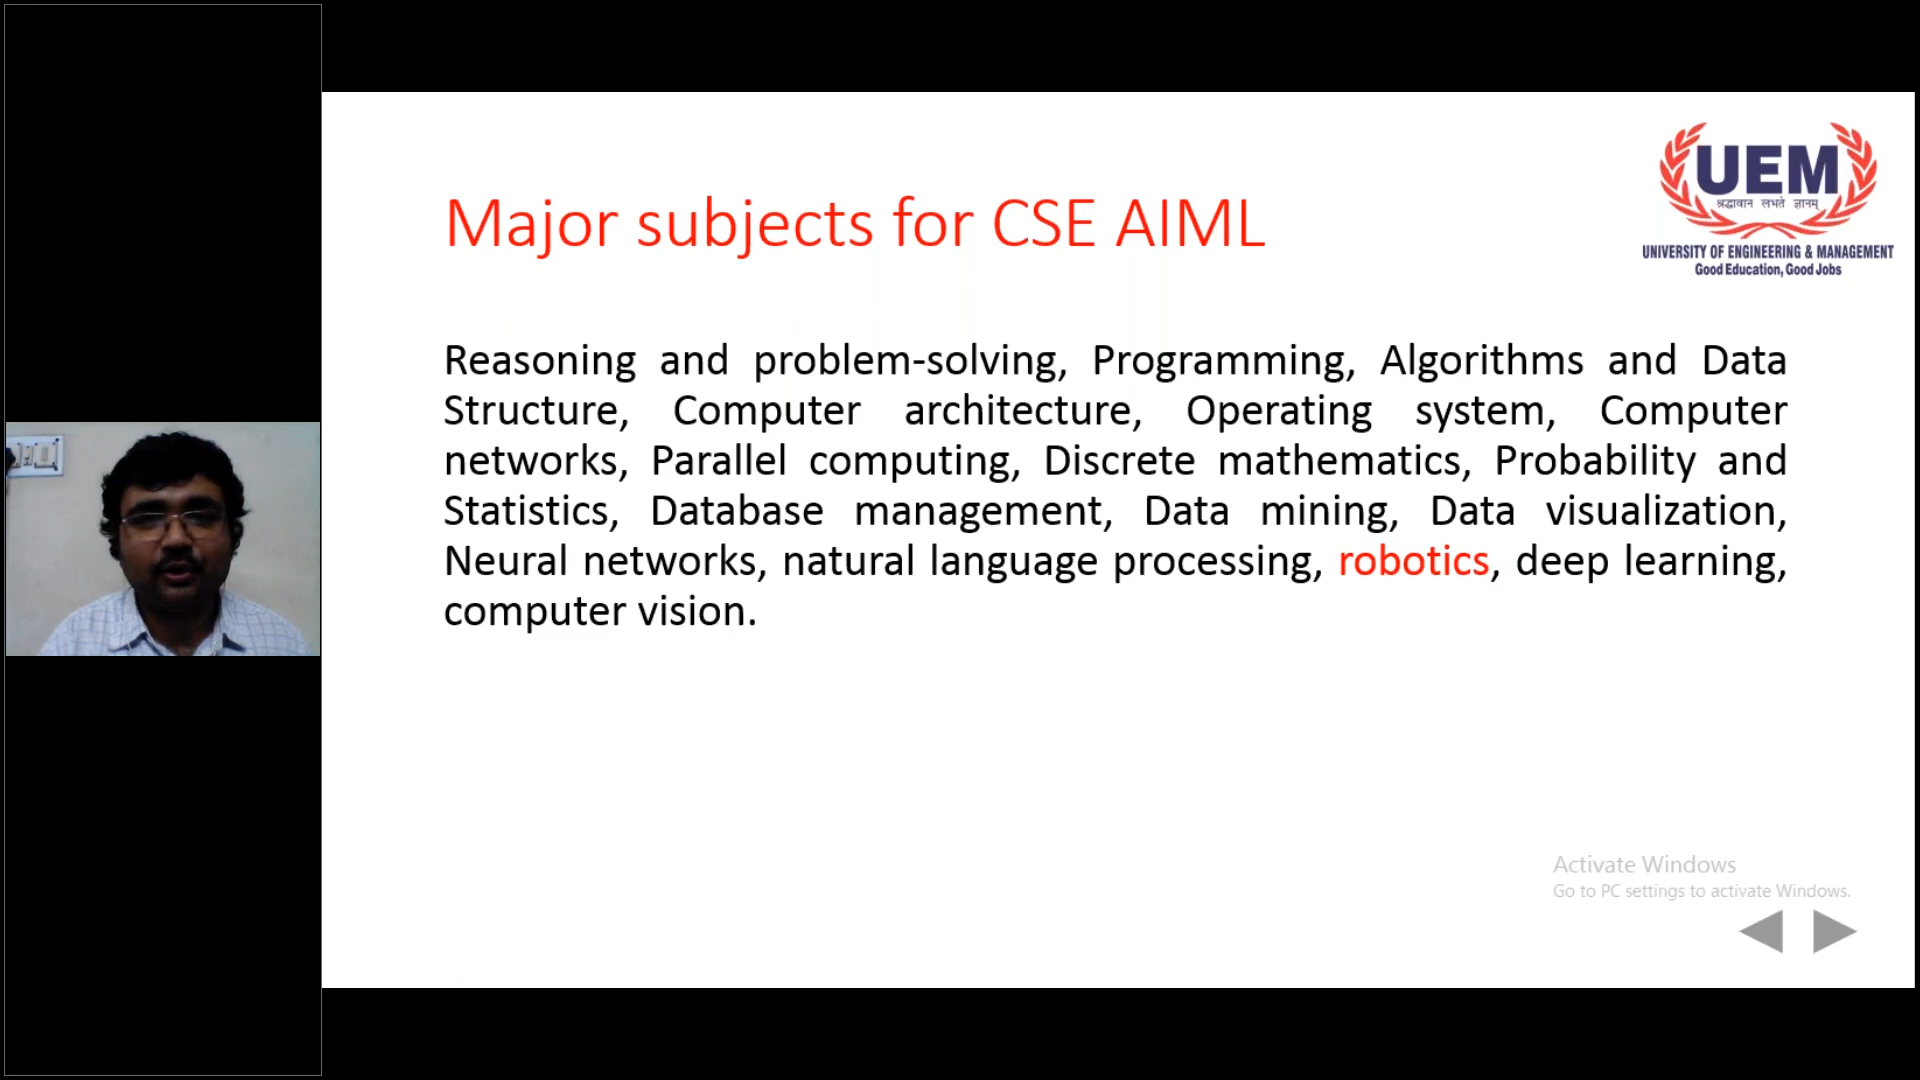 UEM
श्रद्धावान लभते ज्ञानम्
UNIVERSITY OF ENGINEERING & MANAGEMENT
Good Education, Good Jobs
Major subjects for CSE AIML
Reasoning and problem-solving, Programming, Algorithms and Data
Structure, Computer architecture, Operating system, Computer
networks, Parallel computing, Discrete mathematics, Probability and
Statistics, Database management, Data mining, Data visualization,
Neural networks, natural language processing, robotics, deep learning,
computer vision.
Activate Windows
Go to PC settings to activate Windows.